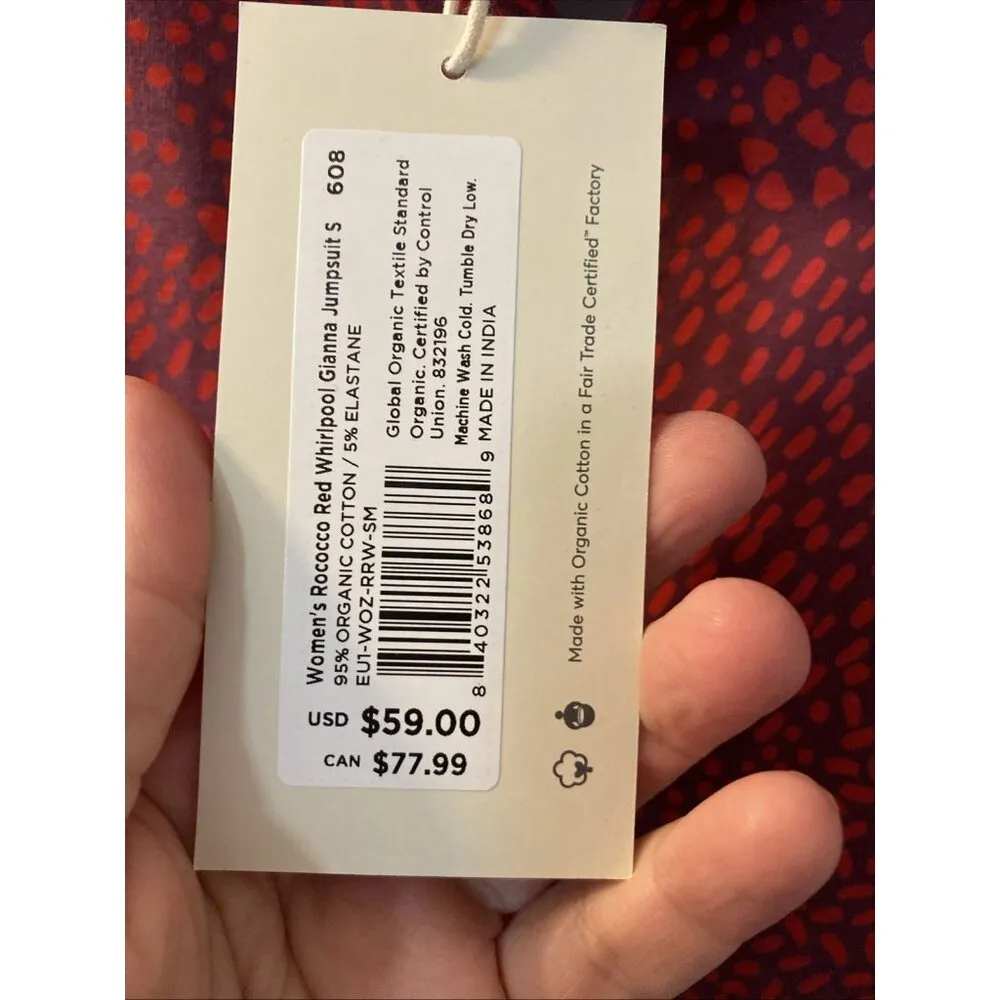 Women's Rococco Red Whirlpool Gianna Jumpsuit S 608
95% ORGANIC COTTON / 5% ELASTANE
EU1-WOZ-RRW-SM
Global Organic Textile Standard
Organic. Certified by Control
Union. 832196
Machine Wash Cold. Tumble Dry Low.
MADE IN INDIA
8 40322 53868 9
USD $59.00
CAN $77.99
Made with Organic Cotton in a Fair Trade Certified™ Factory